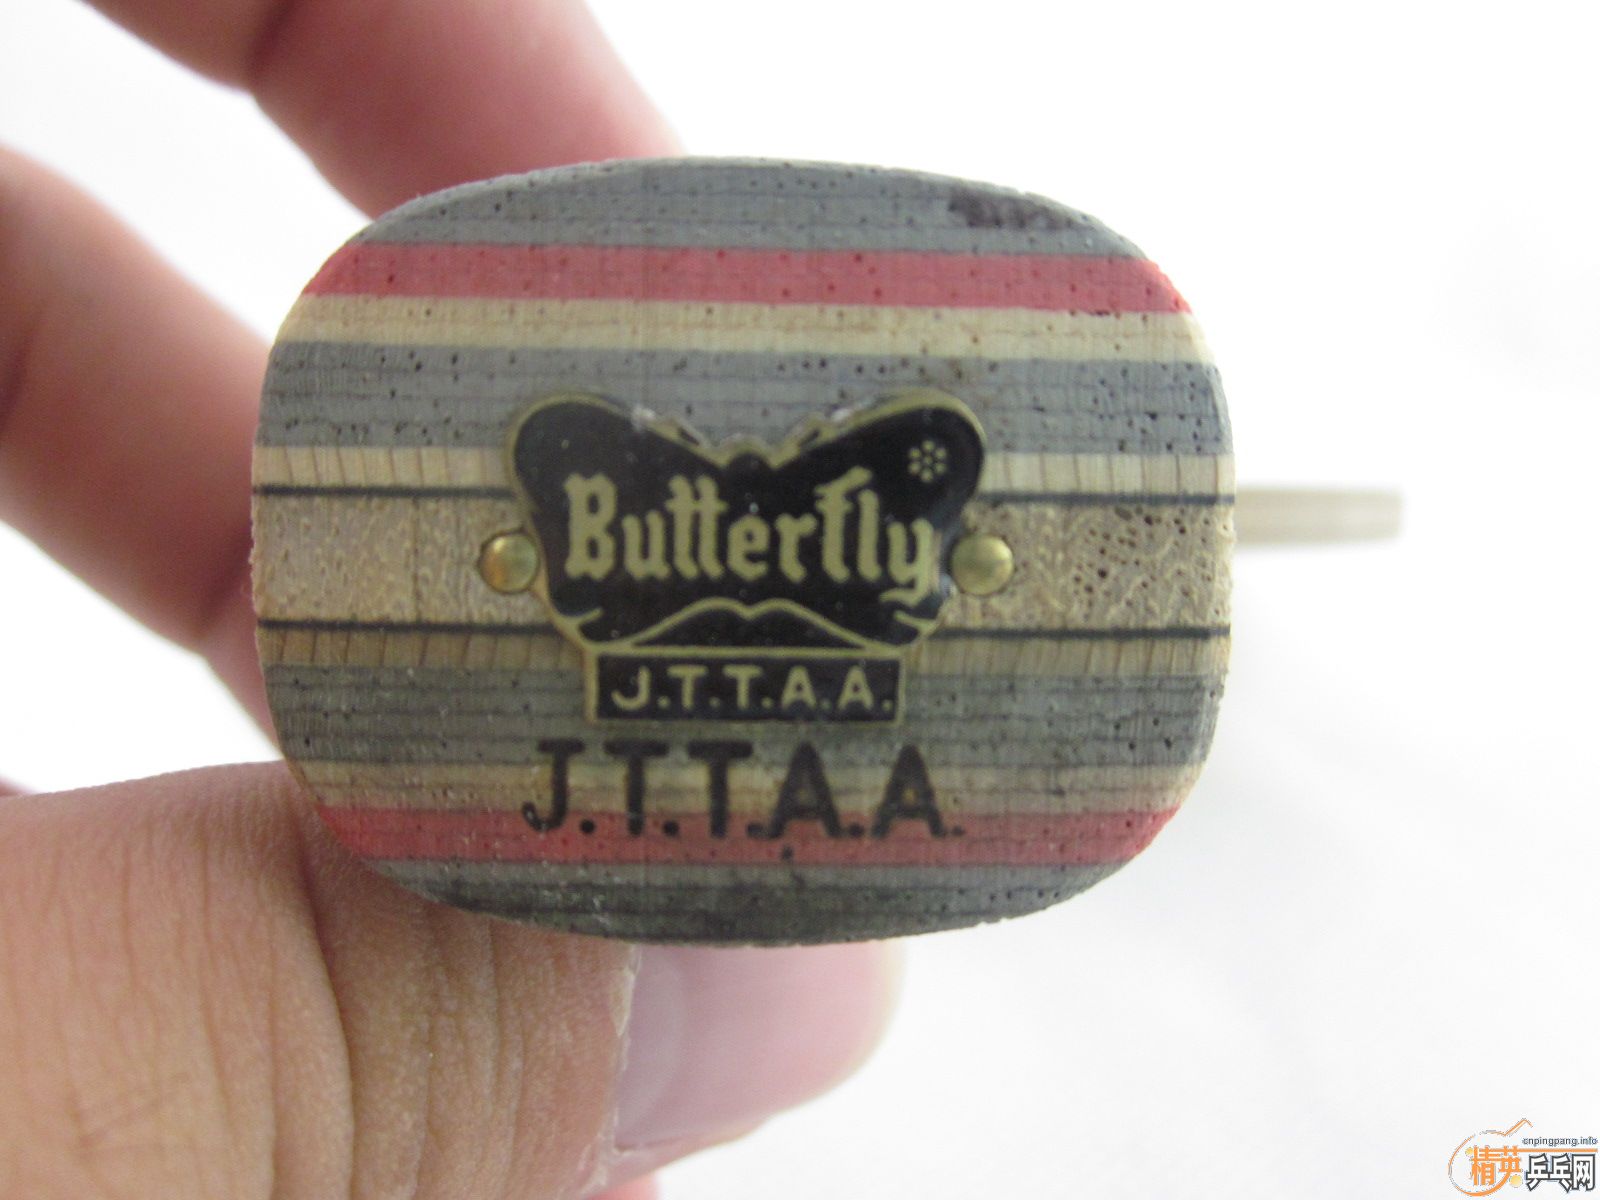 Butterfly
J.T.T.A.A.
J.T.T.A.A.
cnpingpang.info
精英乒乓网